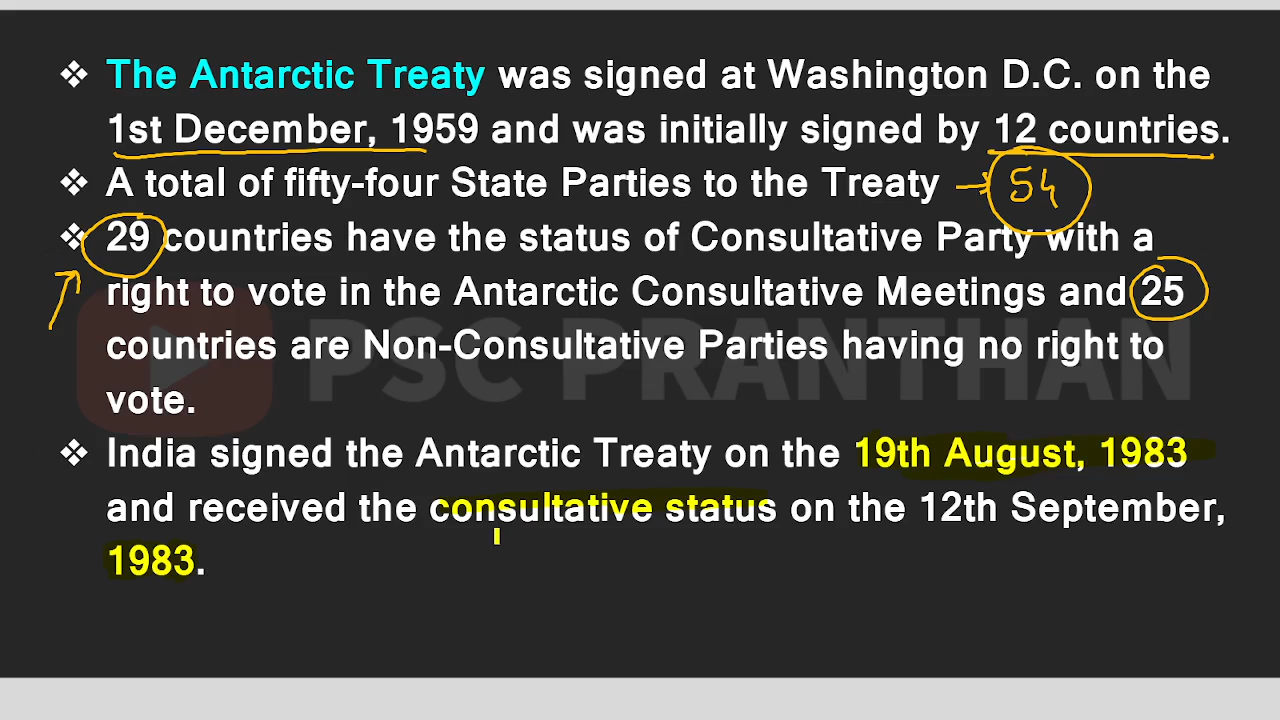 ❖ The Antarctic Treaty was signed at Washington D.C. on the
1st December, 1959 and was initially signed by 12 countries.
❖ A total of fifty-four State Parties to the Treaty → 54
❖ 29 countries have the status of Consultative Party with a
right to vote in the Antarctic Consultative Meetings and 25
countries are Non-Consultative Parties having no right to
vote.
❖ India signed the Antarctic Treaty on the 19th August, 1983
and received the consultative status on the 12th September,
1983.
PSC PRANTHAN